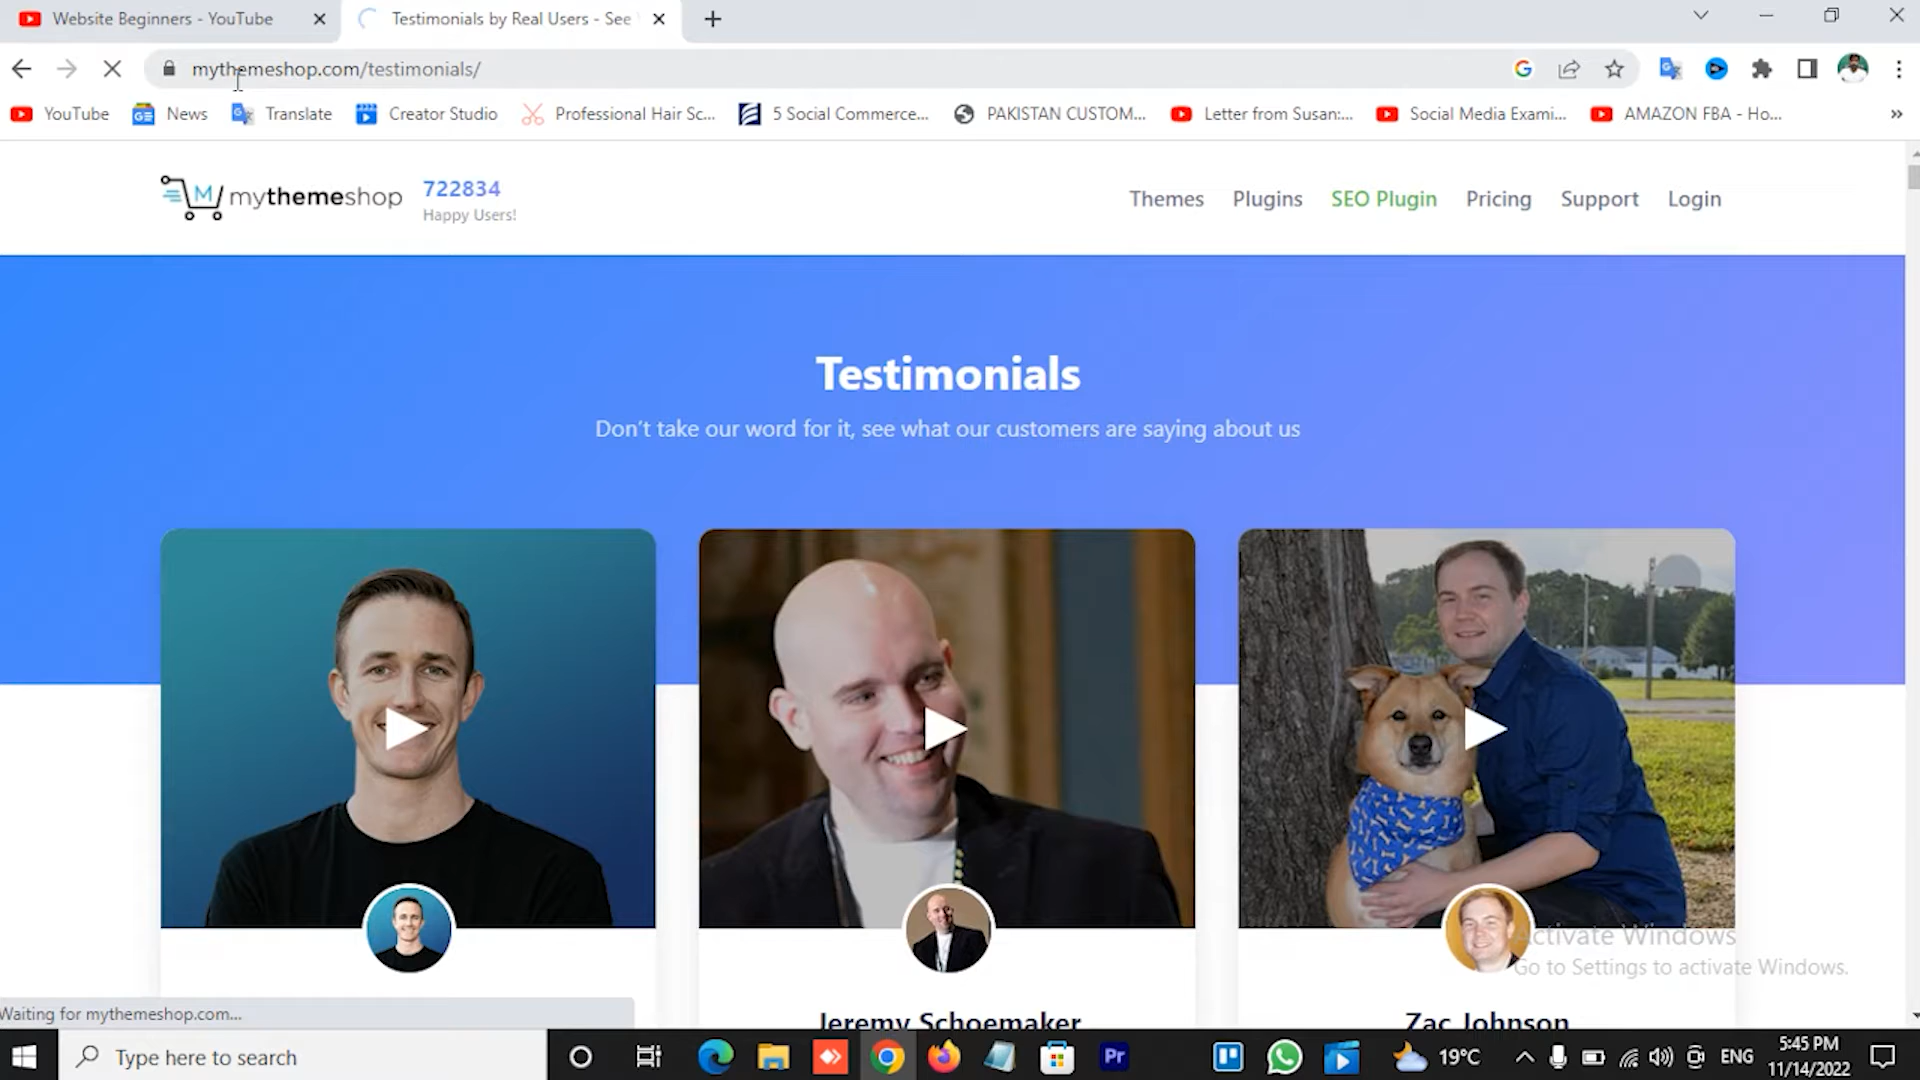 Website Beginners - YouTube
Testimonials by Real Users - See
mythemeshop.com/testimonials/
YouTube
News
Translate
Creator Studio
Professional Hair Sc...
5 Social Commerce...
PAKISTAN CUSTOM...
Letter from Susan:...
Social Media Exami...
AMAZON FBA - Ho...
»
M mythemeshop
722834
Happy Users!
Themes
Plugins
SEO Plugin
Pricing
Support
Login
Testimonials
Don’t take our word for it, see what our customers are saying about us
Jeremy Schoemaker
Zac Johnson
Activate Windows
Go to Settings to activate Windows.
Waiting for mythemeshop.com...
Type here to search
Pr
19°C
ENG
5:45 PM
11/14/2022